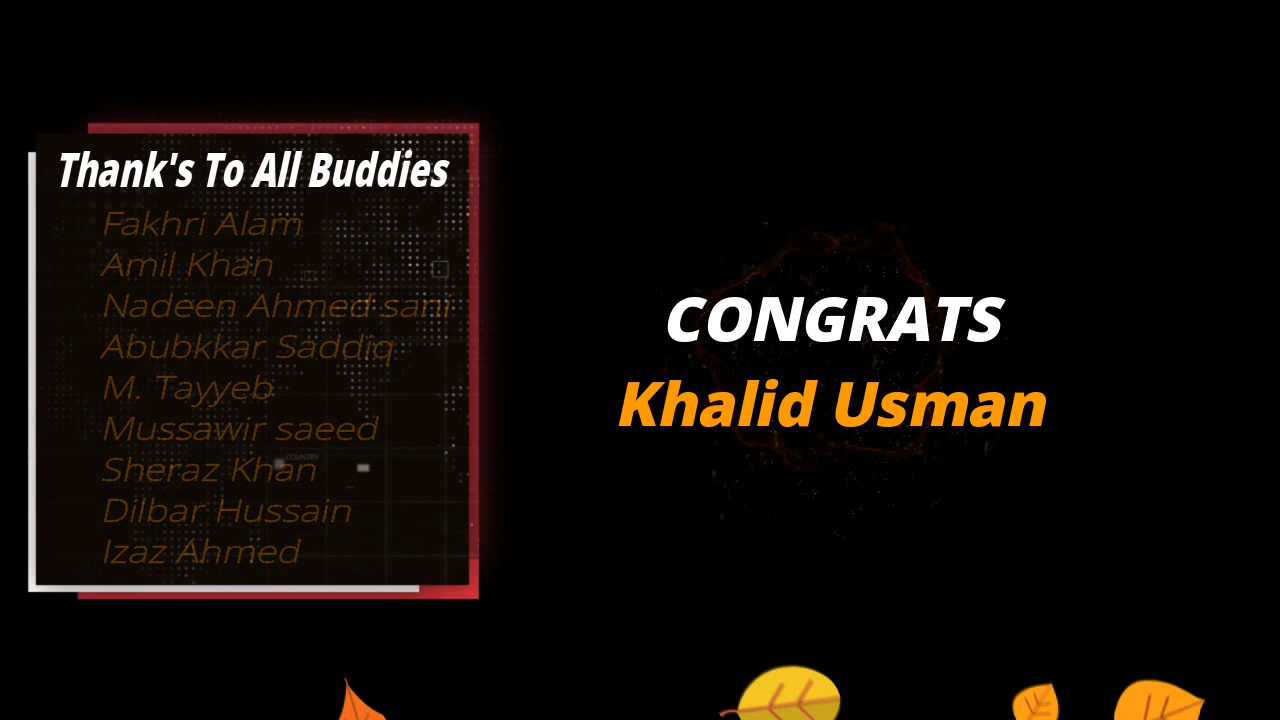 Thank's To All Buddies
Fakhri Alam
Amil Khan
Nadeen Ahmed sani
Abubkkar Saddiq
M. Tayyeb
Mussawir saeed
Sheraz Khan
COUNTRY
Dilbar Hussain
Izaz Ahmed
CONGRATS
Khalid Usman